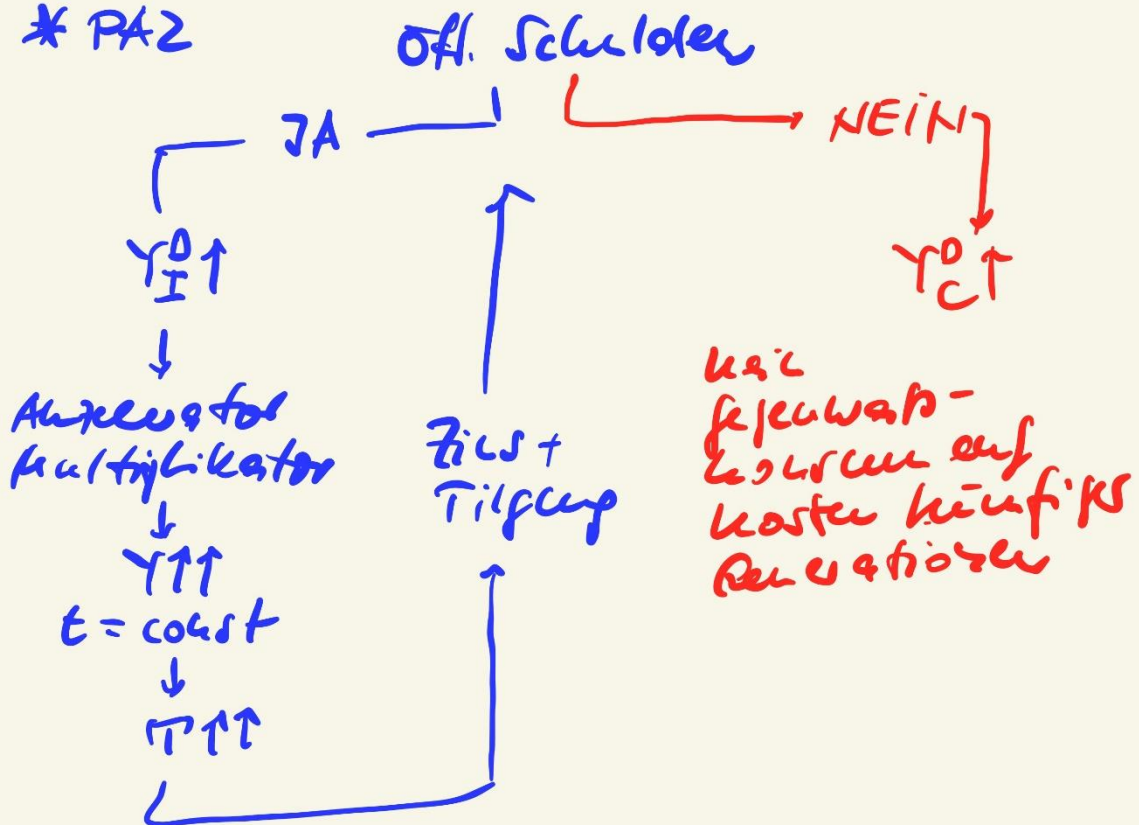 * PA2
Öff. Schulden
JA
NEIN
Y^D_I ↑
Y^D_C ↑
Akzelerator
Multiplikator
Y↑↑
t = const
T↑↑
Zins +
Tilgung
kein
Gegenwarts-
konsum auf
Kosten künftiger
Generationen